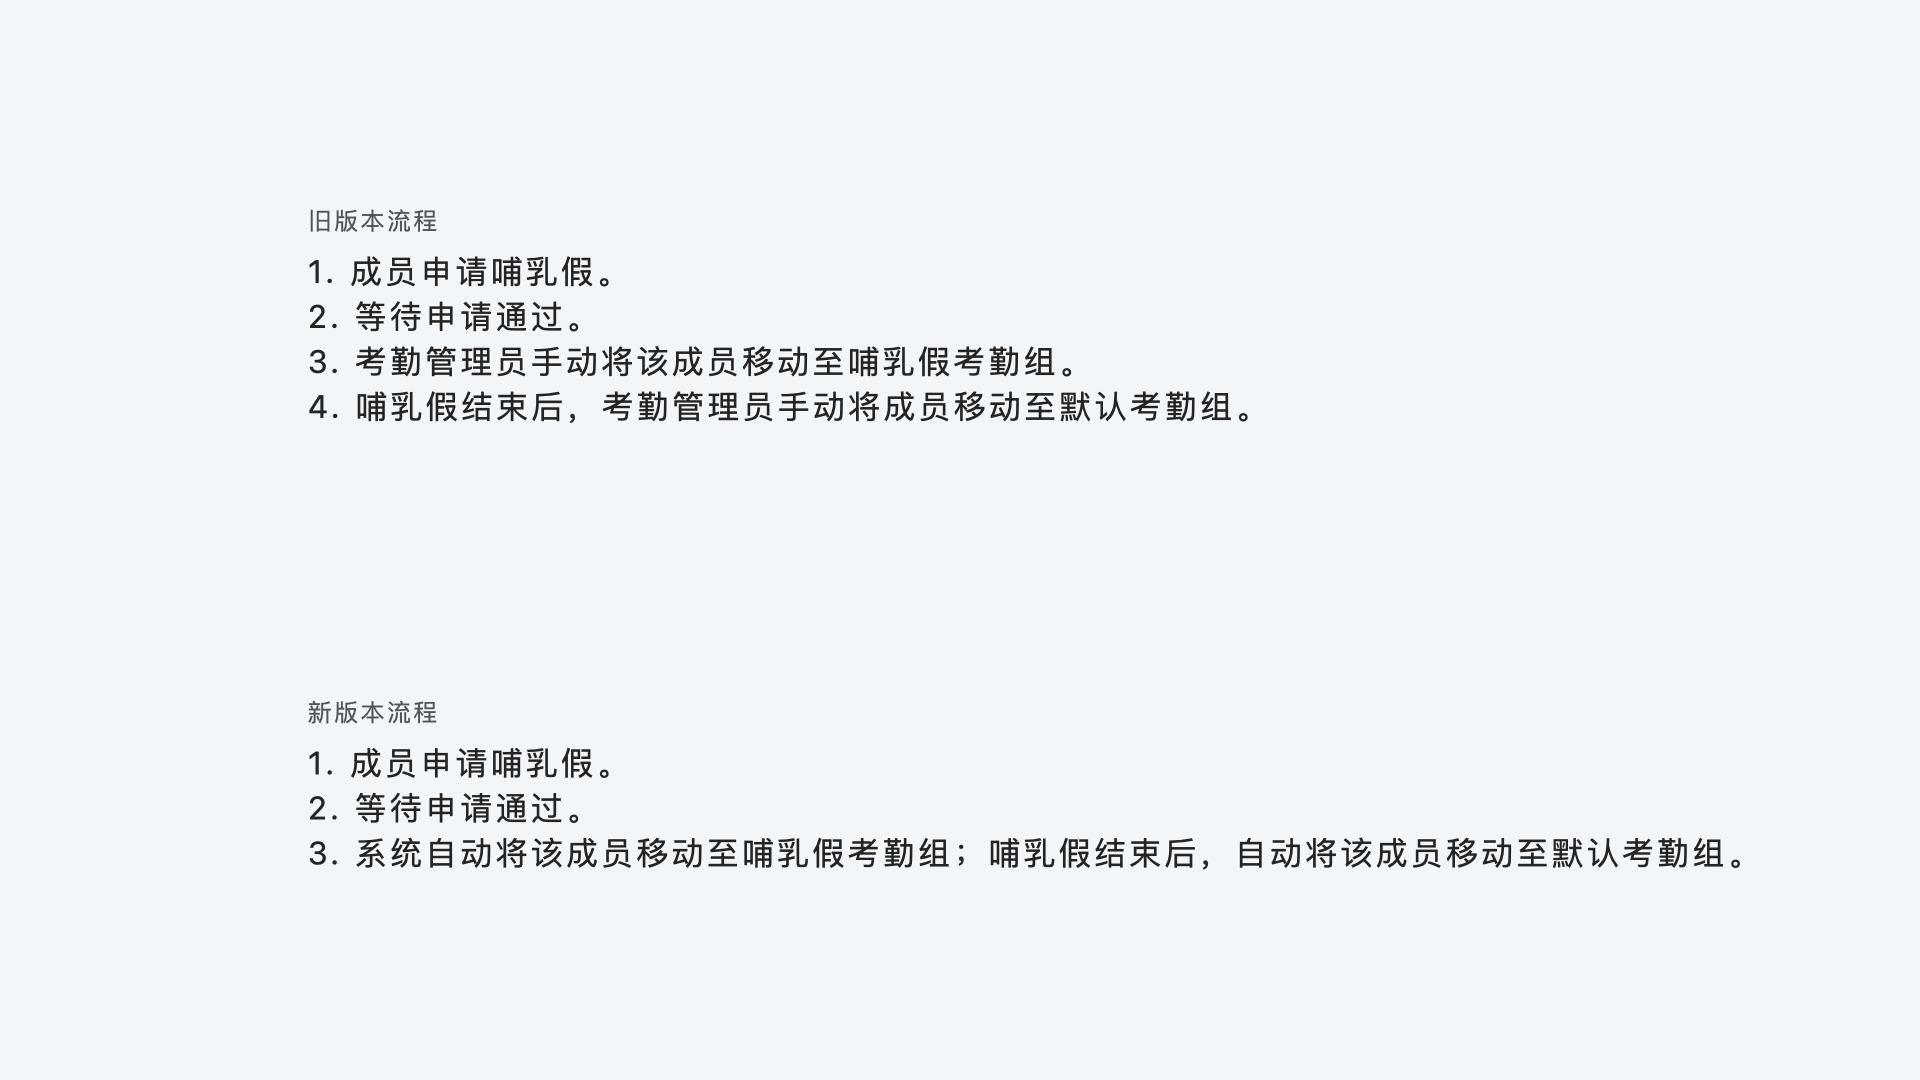 旧版本流程
1. 成员申请哺乳假。
2. 等待申请通过。
3. 考勤管理员手动将该成员移动至哺乳假考勤组。
4. 哺乳假结束后，考勤管理员手动将成员移动至默认考勤组。
新版本流程
1. 成员申请哺乳假。
2. 等待申请通过。
3. 系统自动将该成员移动至哺乳假考勤组；哺乳假结束后，自动将该成员移动至默认考勤组。